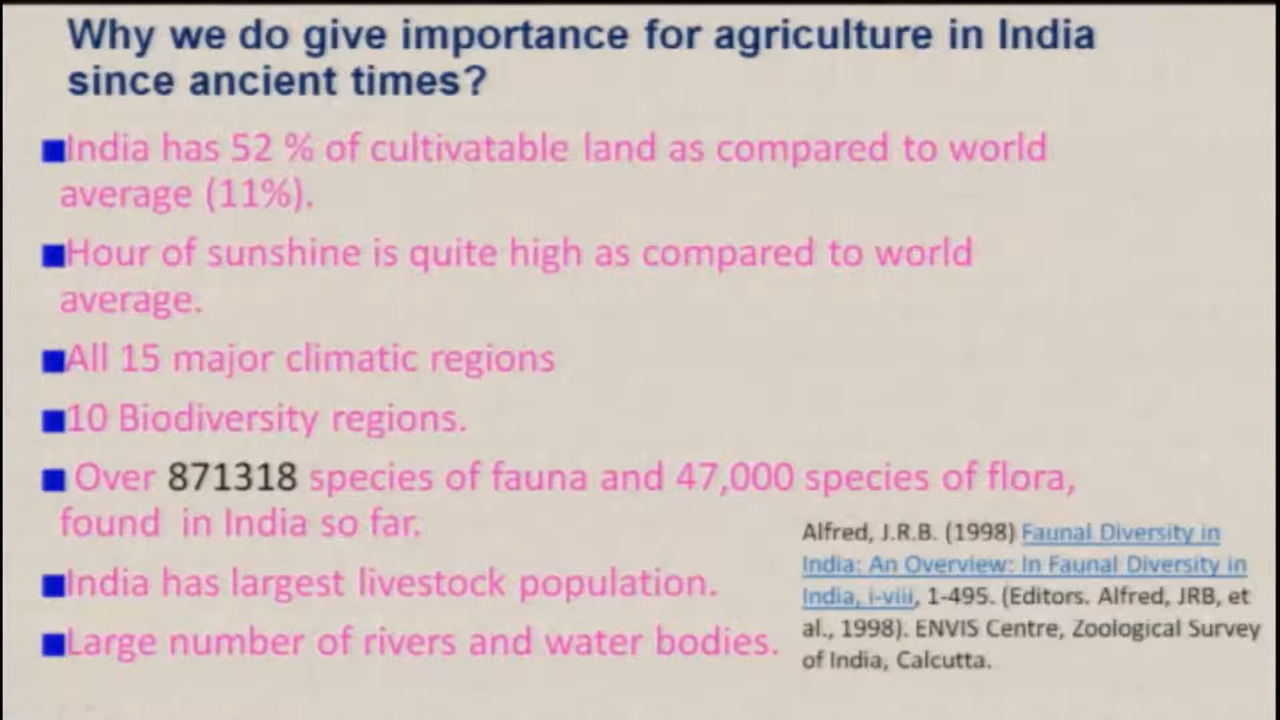 Why we do give importance for agriculture in India
since ancient times?
India has 52 % of cultivatable land as compared to world
average (11%).
Hour of sunshine is quite high as compared to world
average.
All 15 major climatic regions
10 Biodiversity regions.
Over 871318 species of fauna and 47,000 species of flora,
found in India so far.
India has largest livestock population.
Large number of rivers and water bodies.
Alfred, J.R.B. (1998) Faunal Diversity in
India: An Overview: In Faunal Diversity in
India, i-viii, 1-495. (Editors. Alfred, JRB, et
al., 1998). ENVIS Centre, Zoological Survey
of India, Calcutta.